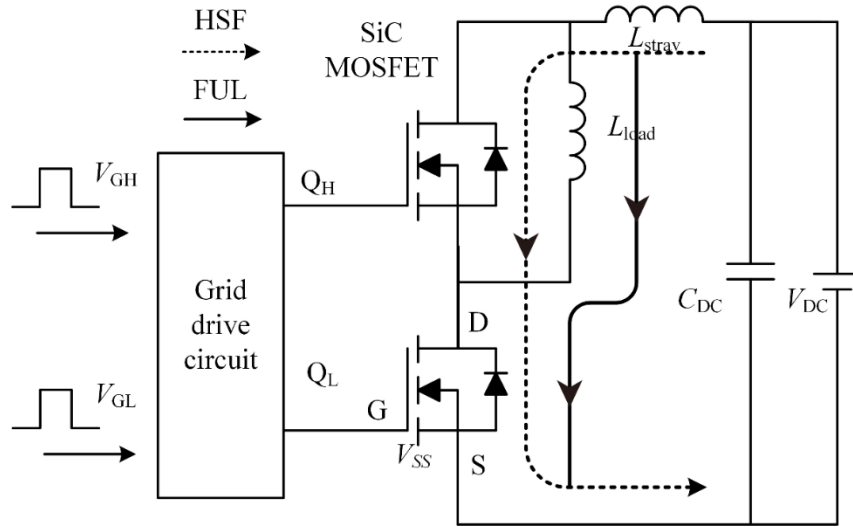 HSF
FUL
SiC
MOSFET
L_stray
L_load
V_GH
Q_H
Grid
drive
circuit
D
C_DC
V_DC
Q_L
V_GL
G
V_SS
S